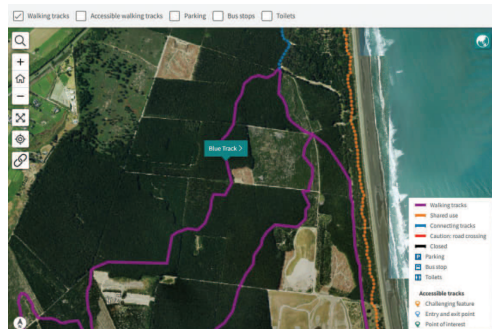 Walking tracks Accessible walking tracks Parking Bus stops Toilets
Blue Track >
Walking tracks
Shared use
Connecting tracks
Caution: road crossing
Closed
P Parking
Bus stop
Toilets
Accessible tracks
Challenging feature
Entry and exit point
Point of interest